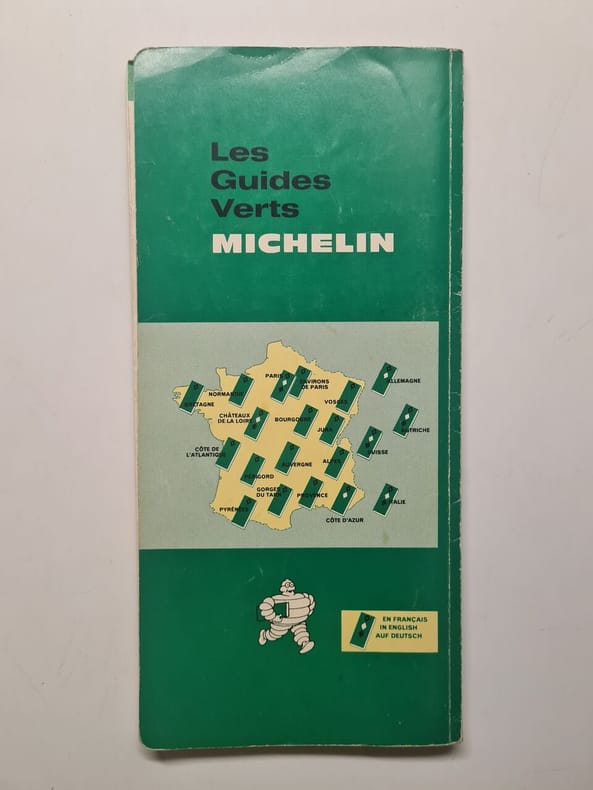 Les
Guides
Verts
MICHELIN
PARIS
ENVIRONS
DE PARIS
ALLEMAGNE
NORMANDIE
BRETAGNE
VOSGES
CHÂTEAUX
DE LA LOIRE
BOURGOGNE
JURA
AUTRICHE
SUISSE
CÔTE DE
L'ATLANTIQUE
AUVERGNE
ALPES
PÉRIGORD
GORGES
DU TARN
PROVENCE
ITALIE
PYRÉNÉES
CÔTE D'AZUR
EN FRANÇAIS
IN ENGLISH
AUF DEUTSCH